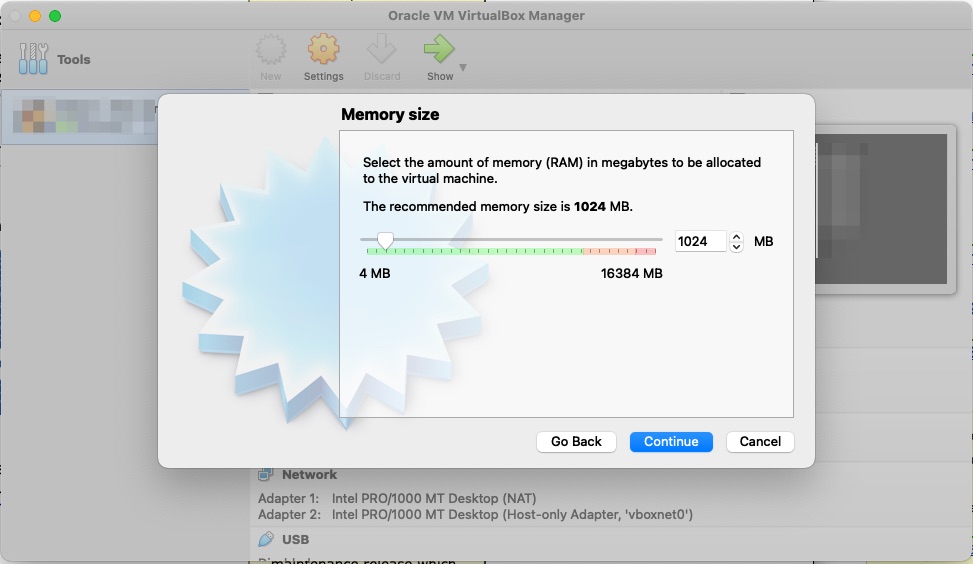 Oracle VM VirtualBox Manager
Tools
New
Settings
Discard
Show
Memory size
Select the amount of memory (RAM) in megabytes to be allocated
to the virtual machine.
The recommended memory size is 1024 MB.
1024 MB
4 MB
16384 MB
Go Back
Continue
Cancel
Network
Adapter 1: Intel PRO/1000 MT Desktop (NAT)
Adapter 2: Intel PRO/1000 MT Desktop (Host-only Adapter, 'vboxnet0')
USB
maintenance release which